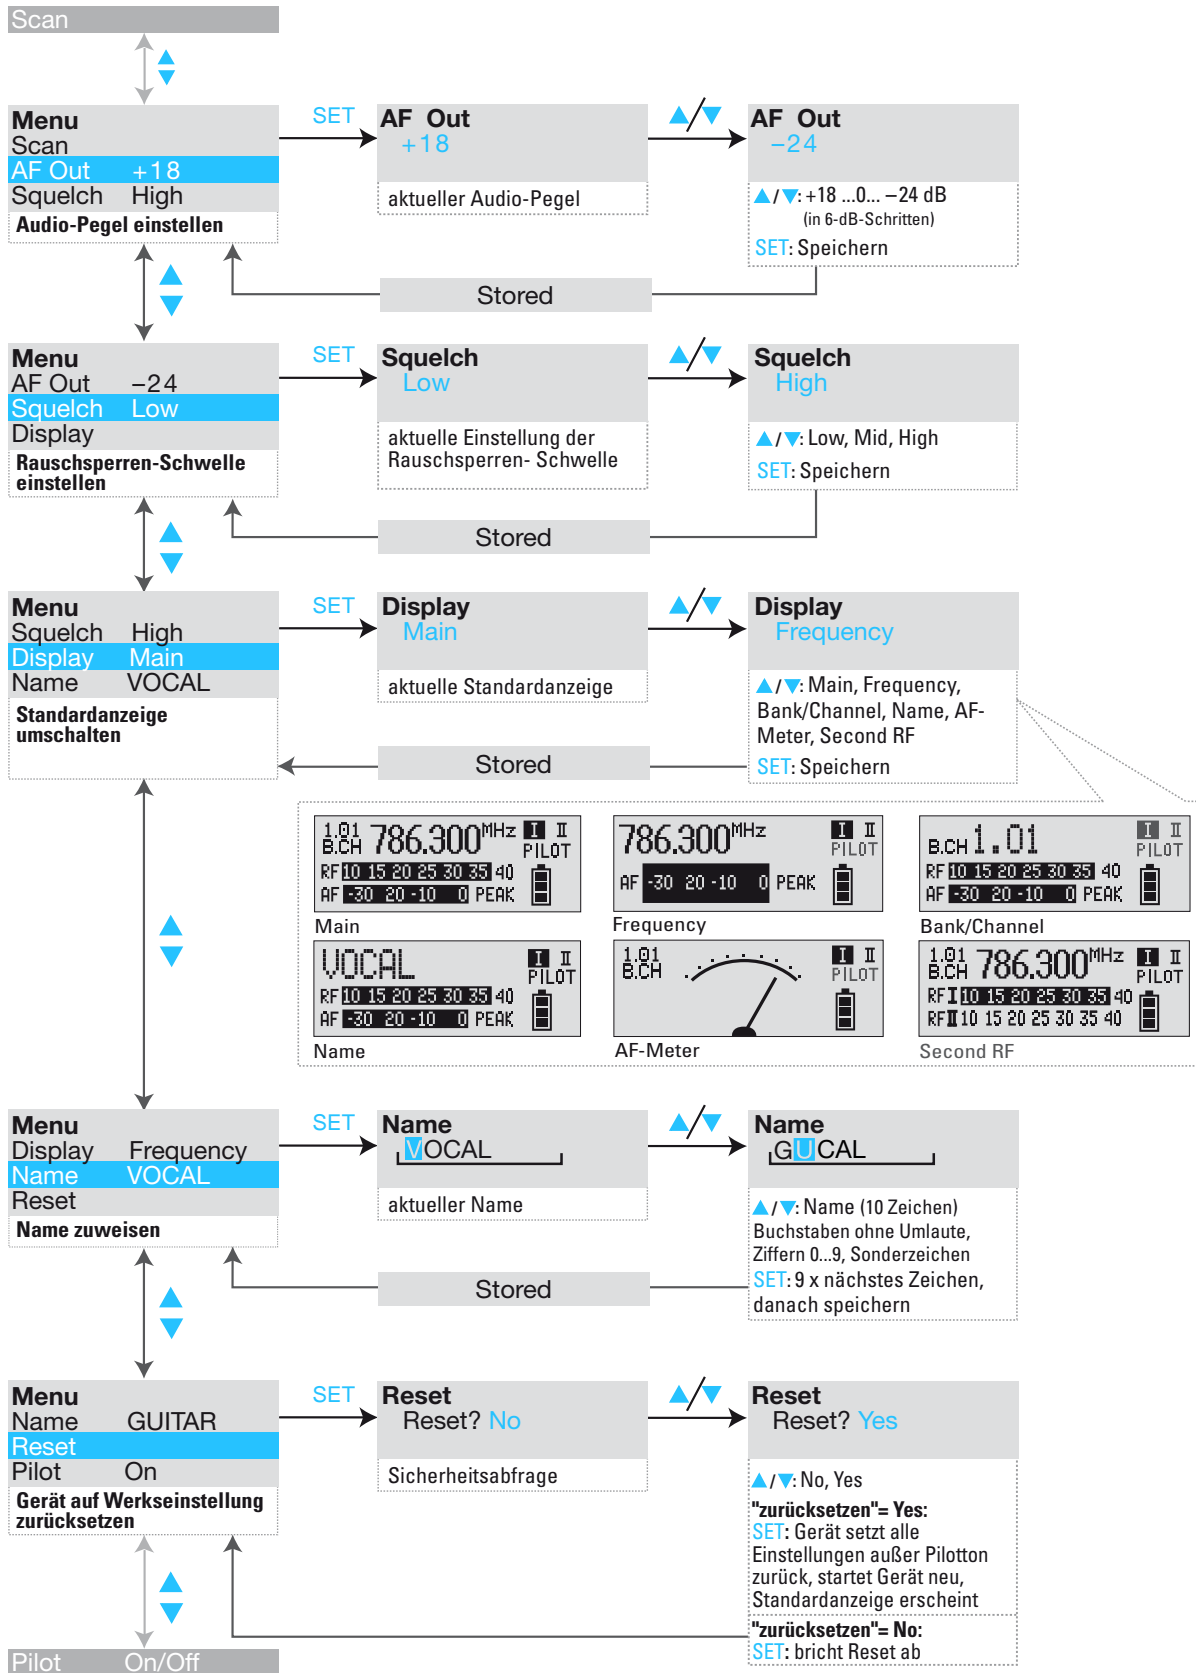 Scan
Menu
Scan
AF Out +18
Squelch High
Audio-Pegel einstellen
SET
AF Out
+18
aktueller Audio-Pegel
▲/▼
AF Out
–24
▲/▼: +18 ...0... –24 dB
(in 6-dB-Schritten)
SET: Speichern
Stored
Menu
AF Out –24
Squelch Low
Display
Rauschsperren-Schwelle
einstellen
SET
Squelch
Low
aktuelle Einstellung der
Rauschsperren- Schwelle
▲/▼
Squelch
High
▲/▼: Low, Mid, High
SET: Speichern
Stored
Menu
Squelch High
Display Main
Name VOCAL
Standardanzeige
umschalten
SET
Display
Main
aktuelle Standardanzeige
▲/▼
Display
Frequency
▲/▼: Main, Frequency,
Bank/Channel, Name, AF-
Meter, Second RF
SET: Speichern
Stored
1.01
B.CH 786.300 MHz I II
PILOT
RF 10 15 20 25 30 35 40
AF -30 20 -10 0 PEAK
Main
786.300 MHz I II
PILOT
AF -30 20 -10 0 PEAK
Frequency
B.CH 1.01 I II
PILOT
RF 10 15 20 25 30 35 40
AF -30 20 -10 0 PEAK
Bank/Channel
VOCAL I II
PILOT
RF 10 15 20 25 30 35 40
AF -30 20 -10 0 PEAK
Name
1.01
B.CH I II
PILOT
AF-Meter
1.01
B.CH 786.300 MHz I II
PILOT
RF I 10 15 20 25 30 35 40
RF II 10 15 20 25 30 35 40
Second RF
Menu
Display Frequency
Name VOCAL
Reset
Name zuweisen
SET
Name
VOCAL
aktueller Name
▲/▼
Name
GUCAL
▲/▼: Name (10 Zeichen)
Buchstaben ohne Umlaute,
Ziffern 0...9, Sonderzeichen
SET: 9 x nächstes Zeichen,
danach speichern
Stored
Menu
Name GUITAR
Reset
Pilot On
Gerät auf Werkseinstellung
zurücksetzen
SET
Reset
Reset? No
Sicherheitsabfrage
▲/▼
Reset
Reset? Yes
▲/▼: No, Yes
"zurücksetzen"= Yes:
SET: Gerät setzt alle
Einstellungen außer Pilotton
zurück, startet Gerät neu,
Standardanzeige erscheint
"zurücksetzen"= No:
SET: bricht Reset ab
Pilot On/Off